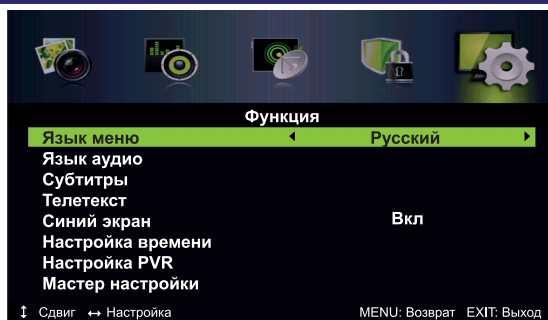 Функция
Язык меню Русский
Язык аудио
Субтитры
Телетекст
Синий экран Вкл
Настройка времени
Настройка PVR
Мастер настройки
↕ Сдвиг ↔ Настройка MENU: Возврат EXIT: Выход